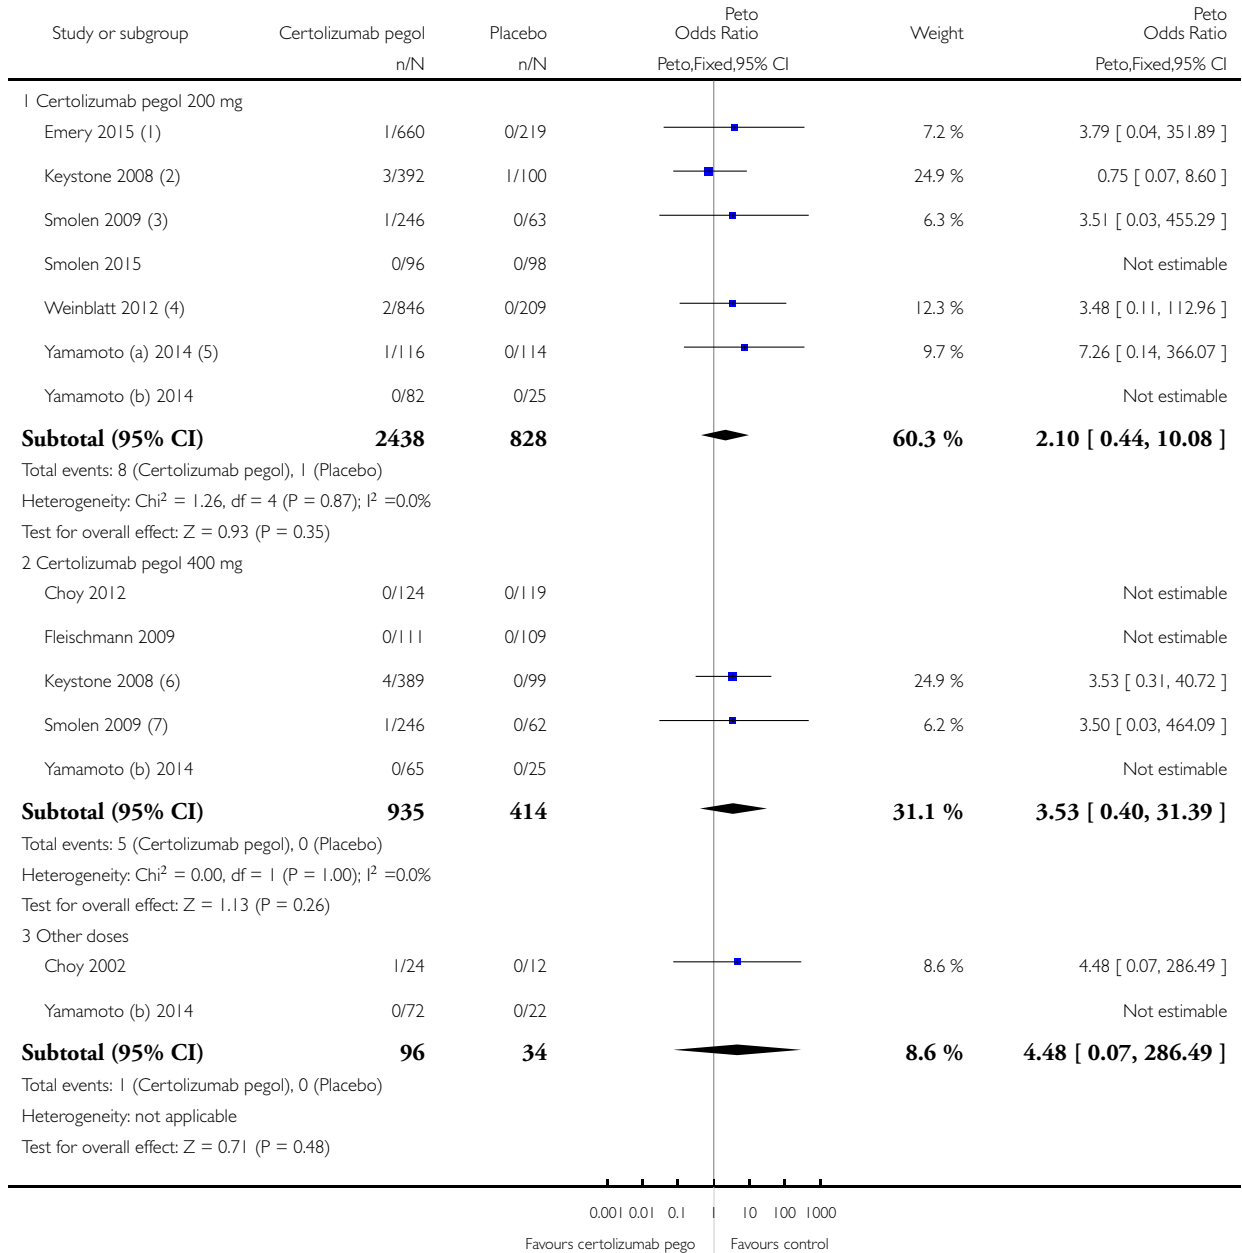 Study or subgroup Certolizumab pegol Placebo Peto Odds Ratio Weight Peto Odds Ratio
n/N n/N Peto,Fixed,95% CI Peto,Fixed,95% CI
1 Certolizumab pegol 200 mg
Emery 2015 (1) 1/660 0/219 7.2 % 3.79 [ 0.04, 351.89 ]
Keystone 2008 (2) 3/392 1/100 24.9 % 0.75 [ 0.07, 8.60 ]
Smolen 2009 (3) 1/246 0/63 6.3 % 3.51 [ 0.03, 455.29 ]
Smolen 2015 0/96 0/98 Not estimable
Weinblatt 2012 (4) 2/846 0/209 12.3 % 3.48 [ 0.11, 112.96 ]
Yamamoto (a) 2014 (5) 1/116 0/114 9.7 % 7.26 [ 0.14, 366.07 ]
Yamamoto (b) 2014 0/82 0/25 Not estimable
Subtotal (95% CI) 2438 828 60.3 % 2.10 [ 0.44, 10.08 ]
Total events: 8 (Certolizumab pegol), 1 (Placebo)
Heterogeneity: Chi² = 1.26, df = 4 (P = 0.87); I² =0.0%
Test for overall effect: Z = 0.93 (P = 0.35)
2 Certolizumab pegol 400 mg
Choy 2012 0/124 0/119 Not estimable
Fleischmann 2009 0/111 0/109 Not estimable
Keystone 2008 (6) 4/389 0/99 24.9 % 3.53 [ 0.31, 40.72 ]
Smolen 2009 (7) 1/246 0/62 6.2 % 3.50 [ 0.03, 464.09 ]
Yamamoto (b) 2014 0/65 0/25 Not estimable
Subtotal (95% CI) 935 414 31.1 % 3.53 [ 0.40, 31.39 ]
Total events: 5 (Certolizumab pegol), 0 (Placebo)
Heterogeneity: Chi² = 0.00, df = 1 (P = 1.00); I² =0.0%
Test for overall effect: Z = 1.13 (P = 0.26)
3 Other doses
Choy 2002 1/24 0/12 8.6 % 4.48 [ 0.07, 286.49 ]
Yamamoto (b) 2014 0/72 0/22 Not estimable
Subtotal (95% CI) 96 34 8.6 % 4.48 [ 0.07, 286.49 ]
Total events: 1 (Certolizumab pegol), 0 (Placebo)
Heterogeneity: not applicable
Test for overall effect: Z = 0.71 (P = 0.48)
0.001 0.01 0.1 1 10 100 1000
Favours certolizumab pego Favours control